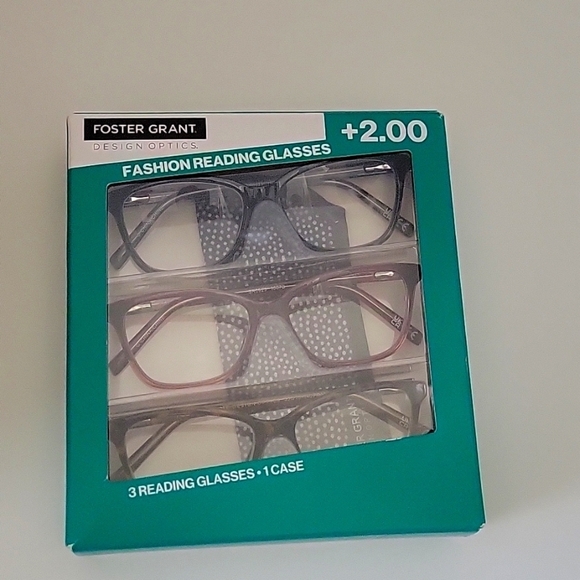 FOSTER GRANT.
DESIGN OPTICS.
+2.00
FASHION READING GLASSES
3 READING GLASSES • 1 CASE